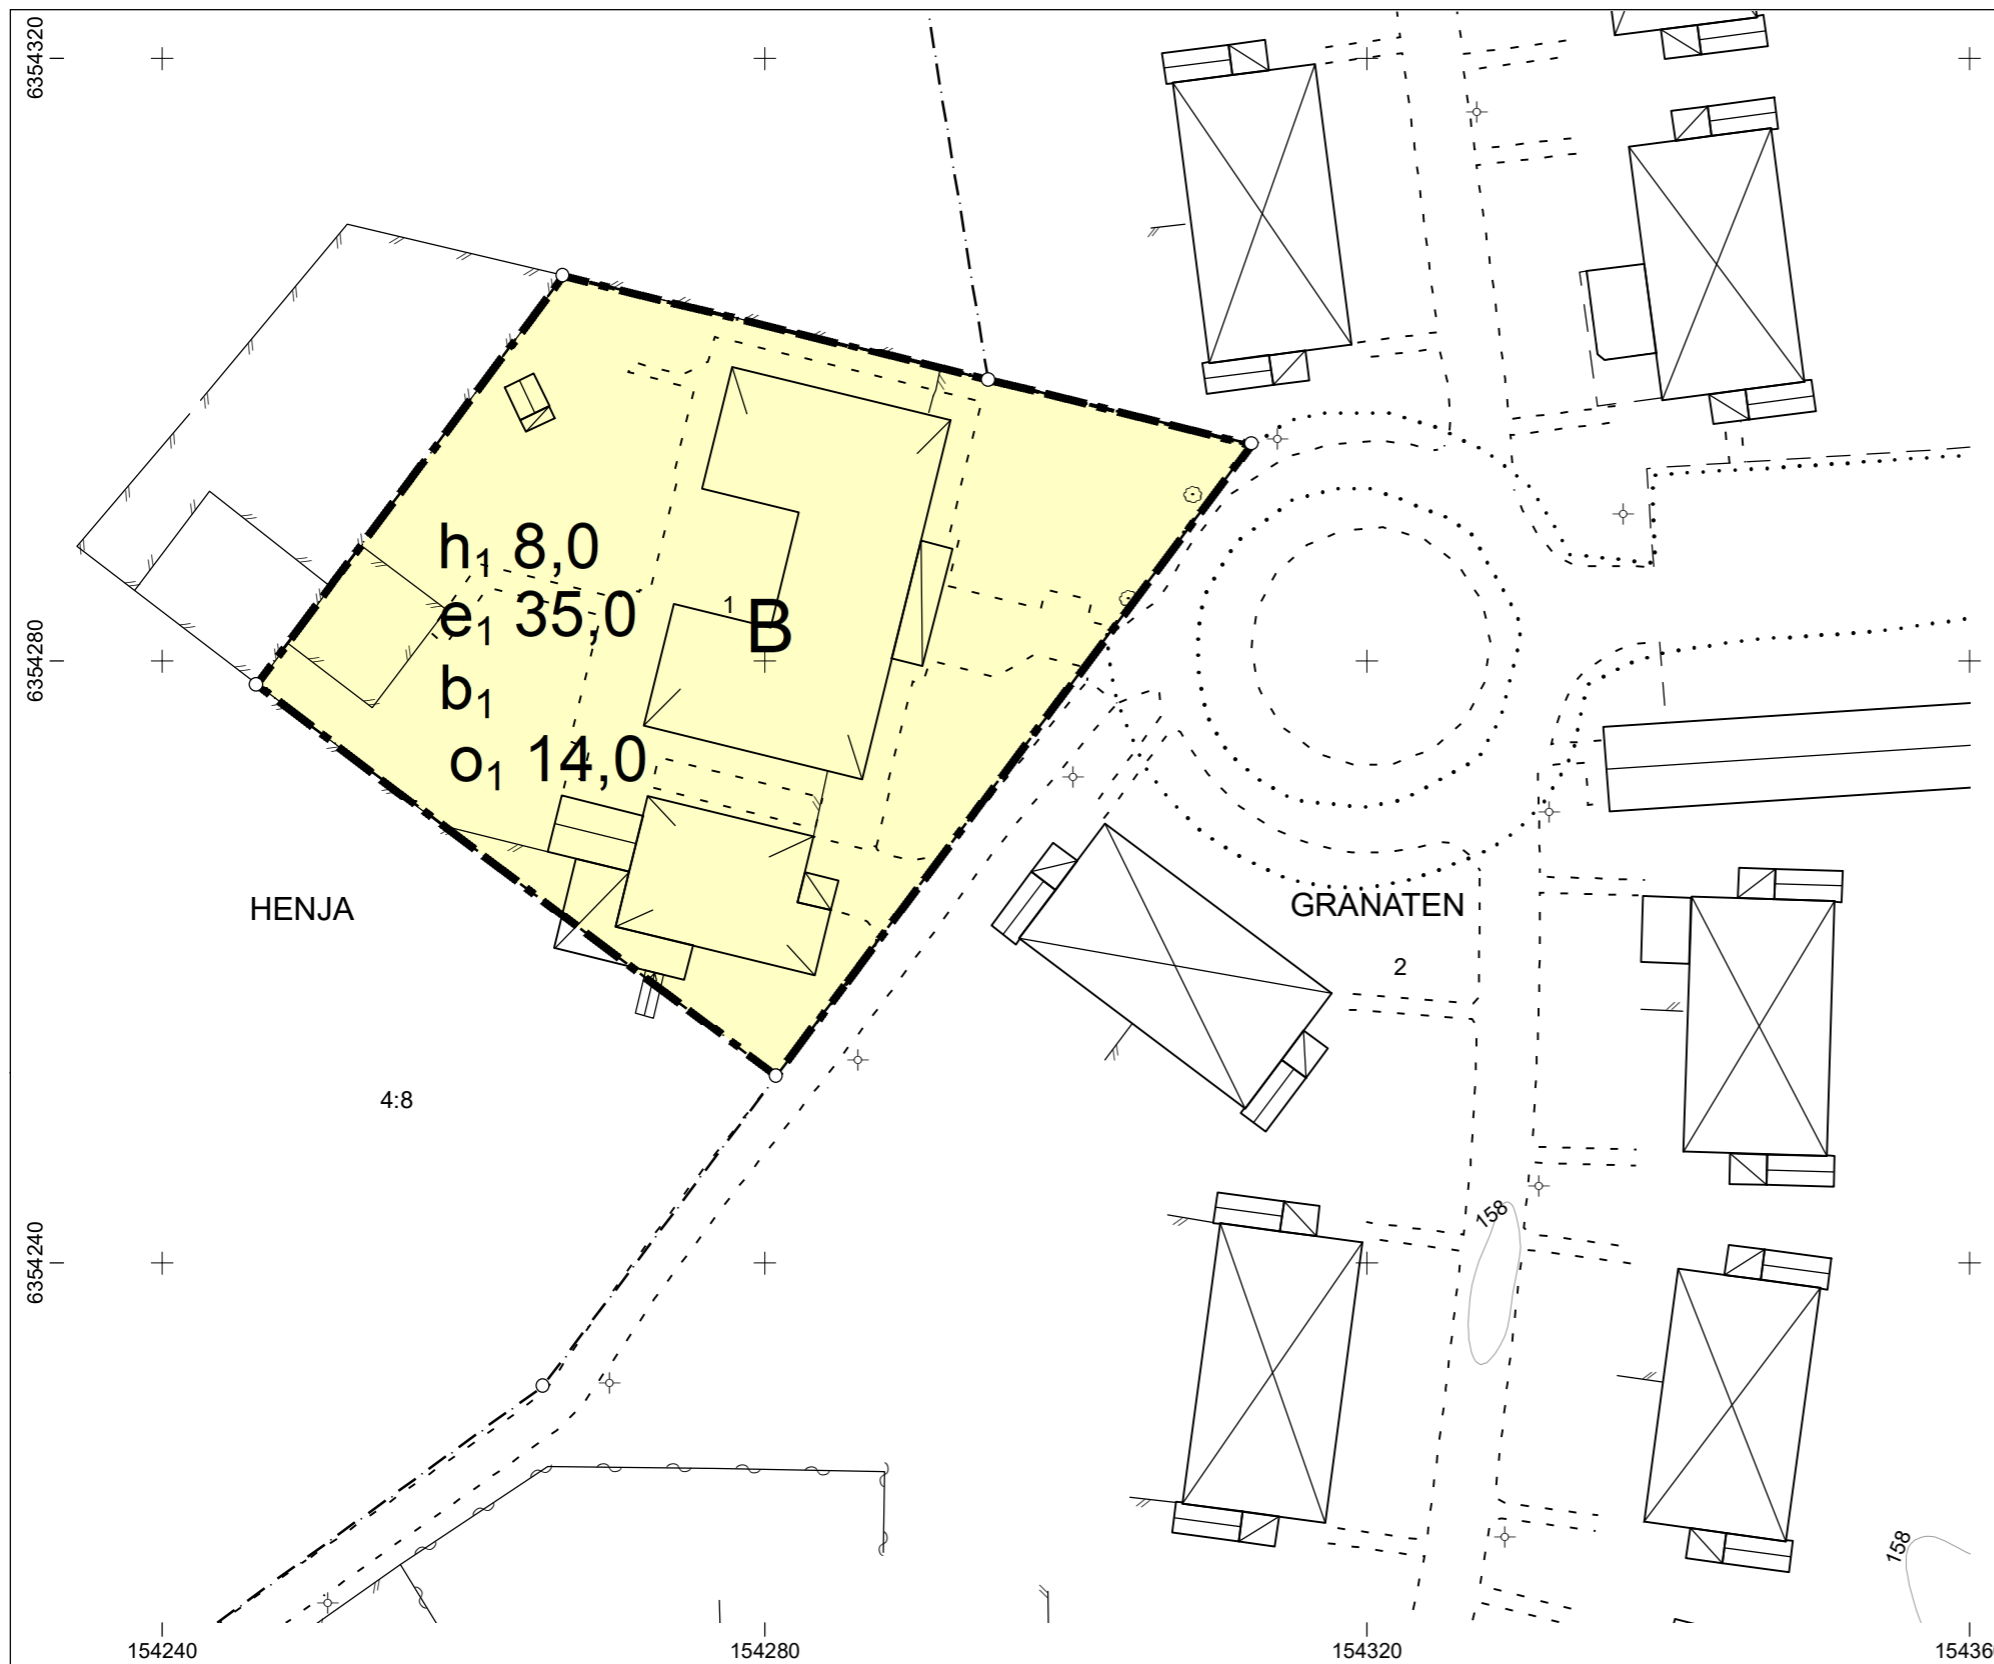 6354320
h₁ 8,0
e₁ 35,0
1
B
6354280
b₁
o₁ 14,0
HENJA
GRANATEN
2
4:8
158
6354240
158
154240
154280
154320
15436